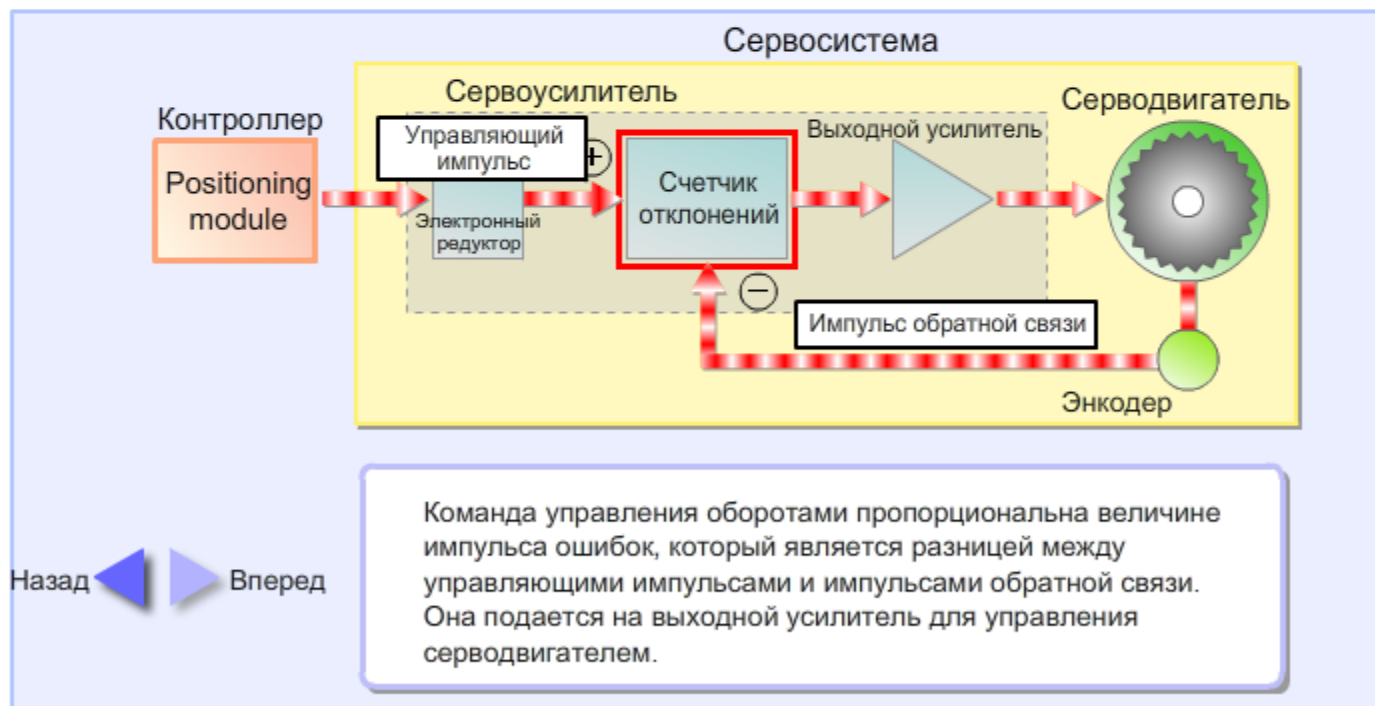 Сервосистема
Сервоусилитель
Серводвигатель
Контроллер
Управляющий
импульс
Выходной усилитель
+
Positioning
module
Счетчик
отклонений
Электронный
редуктор
−
Импульс обратной связи
Энкодер
Команда управления оборотами пропорциональна величине
импульса ошибок, который является разницей между
управляющими импульсами и импульсами обратной связи.
Она подается на выходной усилитель для управления
серводвигателем.
Назад
Вперед